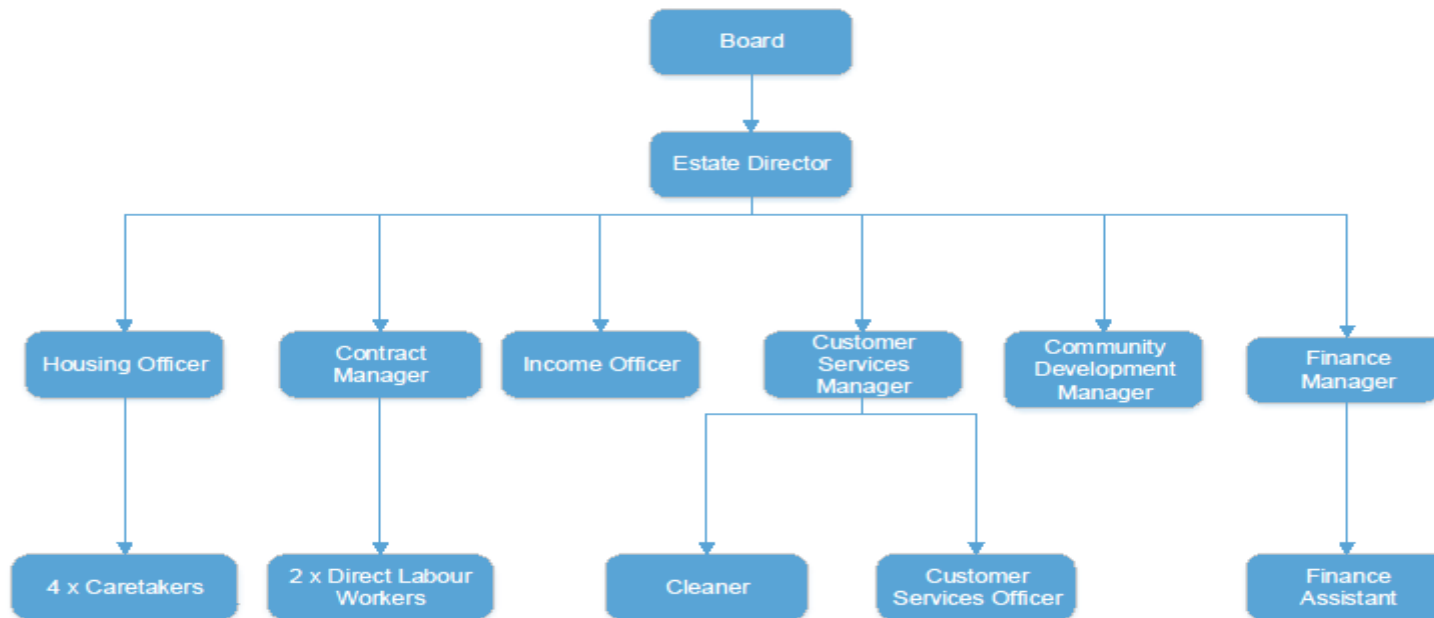 Board
Estate Director
Housing Officer
Contract
Manager
Income Officer
Customer
Services
Manager
Community
Development
Manager
Finance
Manager
4 x Caretakers
2 x Direct Labour
Workers
Cleaner
Customer
Services Officer
Finance
Assistant